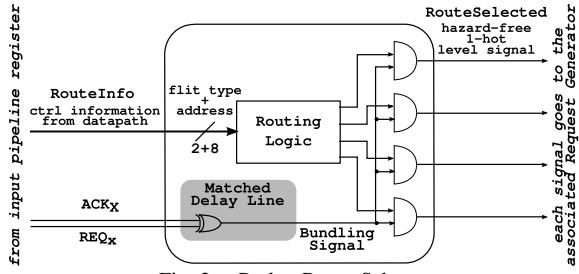 from input pipeline register
RouteInfo
ctrl information
from datapath
ACKX
REQX
flit type
+
address
2+8
Routing
Logic
Matched
Delay Line
Bundling
Signal
RouteSelected
hazard-free
1-hot
level signal
each signal goes to the
associated Request Generator